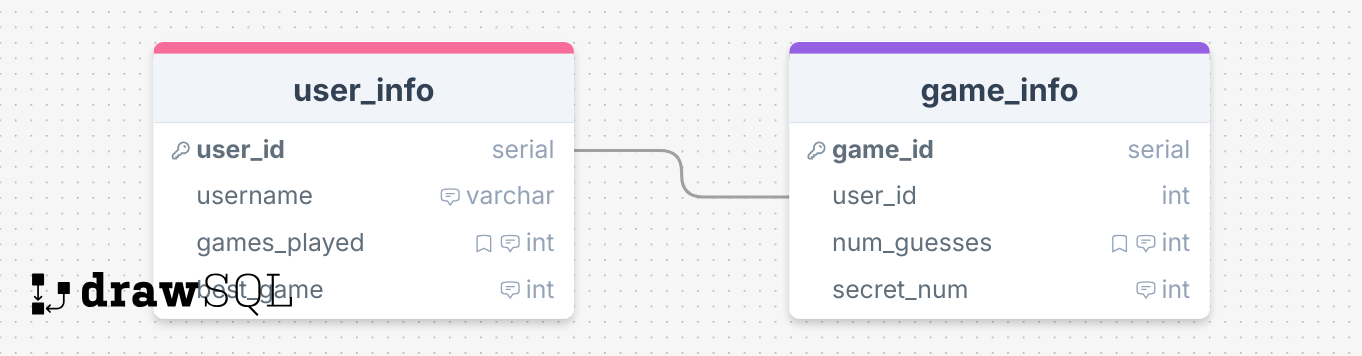 user_info
user_id serial
username varchar
games_played int
best_game int
game_info
game_id serial
user_id int
num_guesses int
secret_num int
drawSQL